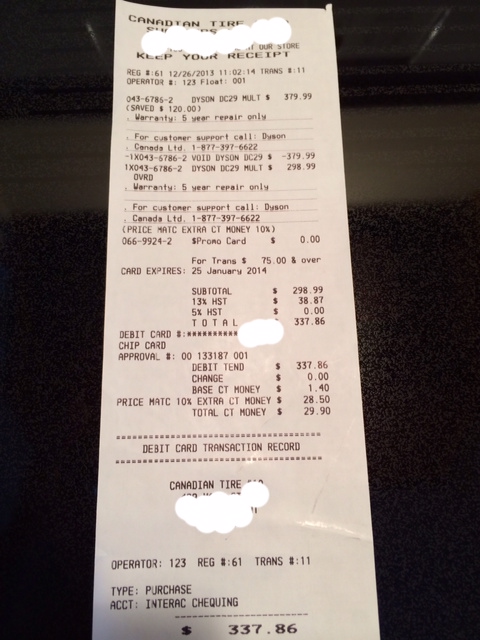 CANADIAN TIRE
OUR STORE
KEEP YOUR RECEIPT
REG #:61 12/26/2013 11:02:14 TRANS #:11
OPERATOR #: 123 Float: 001
043-6786-2 DYSON DC29 MULT $ 379.99
(SAVED $ 120.00)
. Warranty: 5 year repair only
. For customer support call: Dyson
. Canada Ltd. 1-877-397-6622
-1X043-6786-2 VOID DYSON DC29 $ -379.99
1X043-6786-2 DYSON DC29 MULT $ 298.99
OVRD
. Warranty: 5 year repair only
. For customer support call: Dyson
. Canada Ltd. 1-877-397-6622
(PRICE MATC EXTRA CT MONEY 10%)
066-9924-2 $Promo Card $ 0.00
For Trans $ 75.00 & over
CARD EXPIRES: 25 January 2014
SUBTOTAL $ 298.99
13% HST $ 38.87
5% HST $ 0.00
T O T A L 337.86
DEBIT CARD #:**********
CHIP CARD
APPROVAL #: 00 133187 001
DEBIT TEND $ 337.86
CHANGE $ 0.00
BASE CT MONEY $ 1.40
PRICE MATC 10% EXTRA CT MONEY $ 28.50
TOTAL CT MONEY $ 29.90
DEBIT CARD TRANSACTION RECORD
CANADIAN TIRE
OPERATOR: 123 REG #:61 TRANS #:11
TYPE: PURCHASE
ACCT: INTERAC CHEQUING
$ 337.86